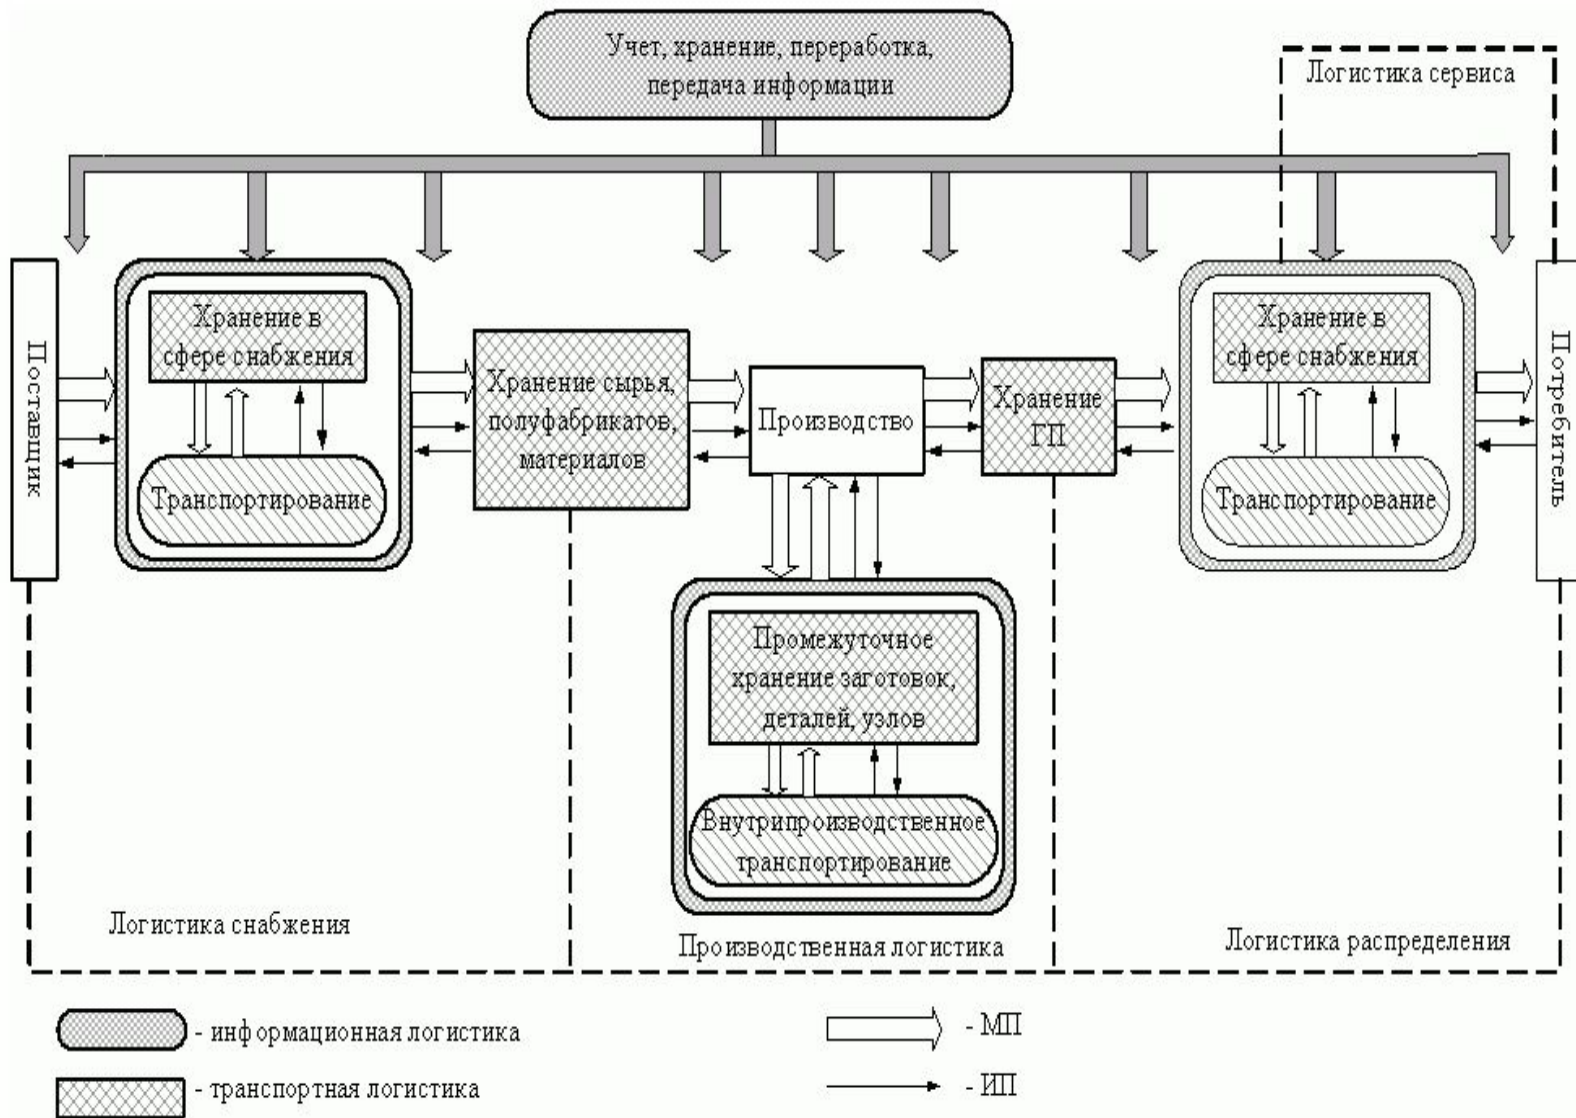 Учет, хранение, переработка,
передача информации
Логистика сервиса
Поставщик
Хранение в
сфере снабжения
Транспортирование
Хранение сырья,
полуфабрикатов,
материалов
Производство
Хранение
ГП
Хранение в
сфере снабжения
Транспортирование
Потребитель
Промежуточное
хранение заготовок,
деталей, узлов
Внутрипроизводственное
транспортирование
Логистика снабжения
Производственная логистика
Логистика распределения
- информационная логистика
- МП
- транспортная логистика
- ИП